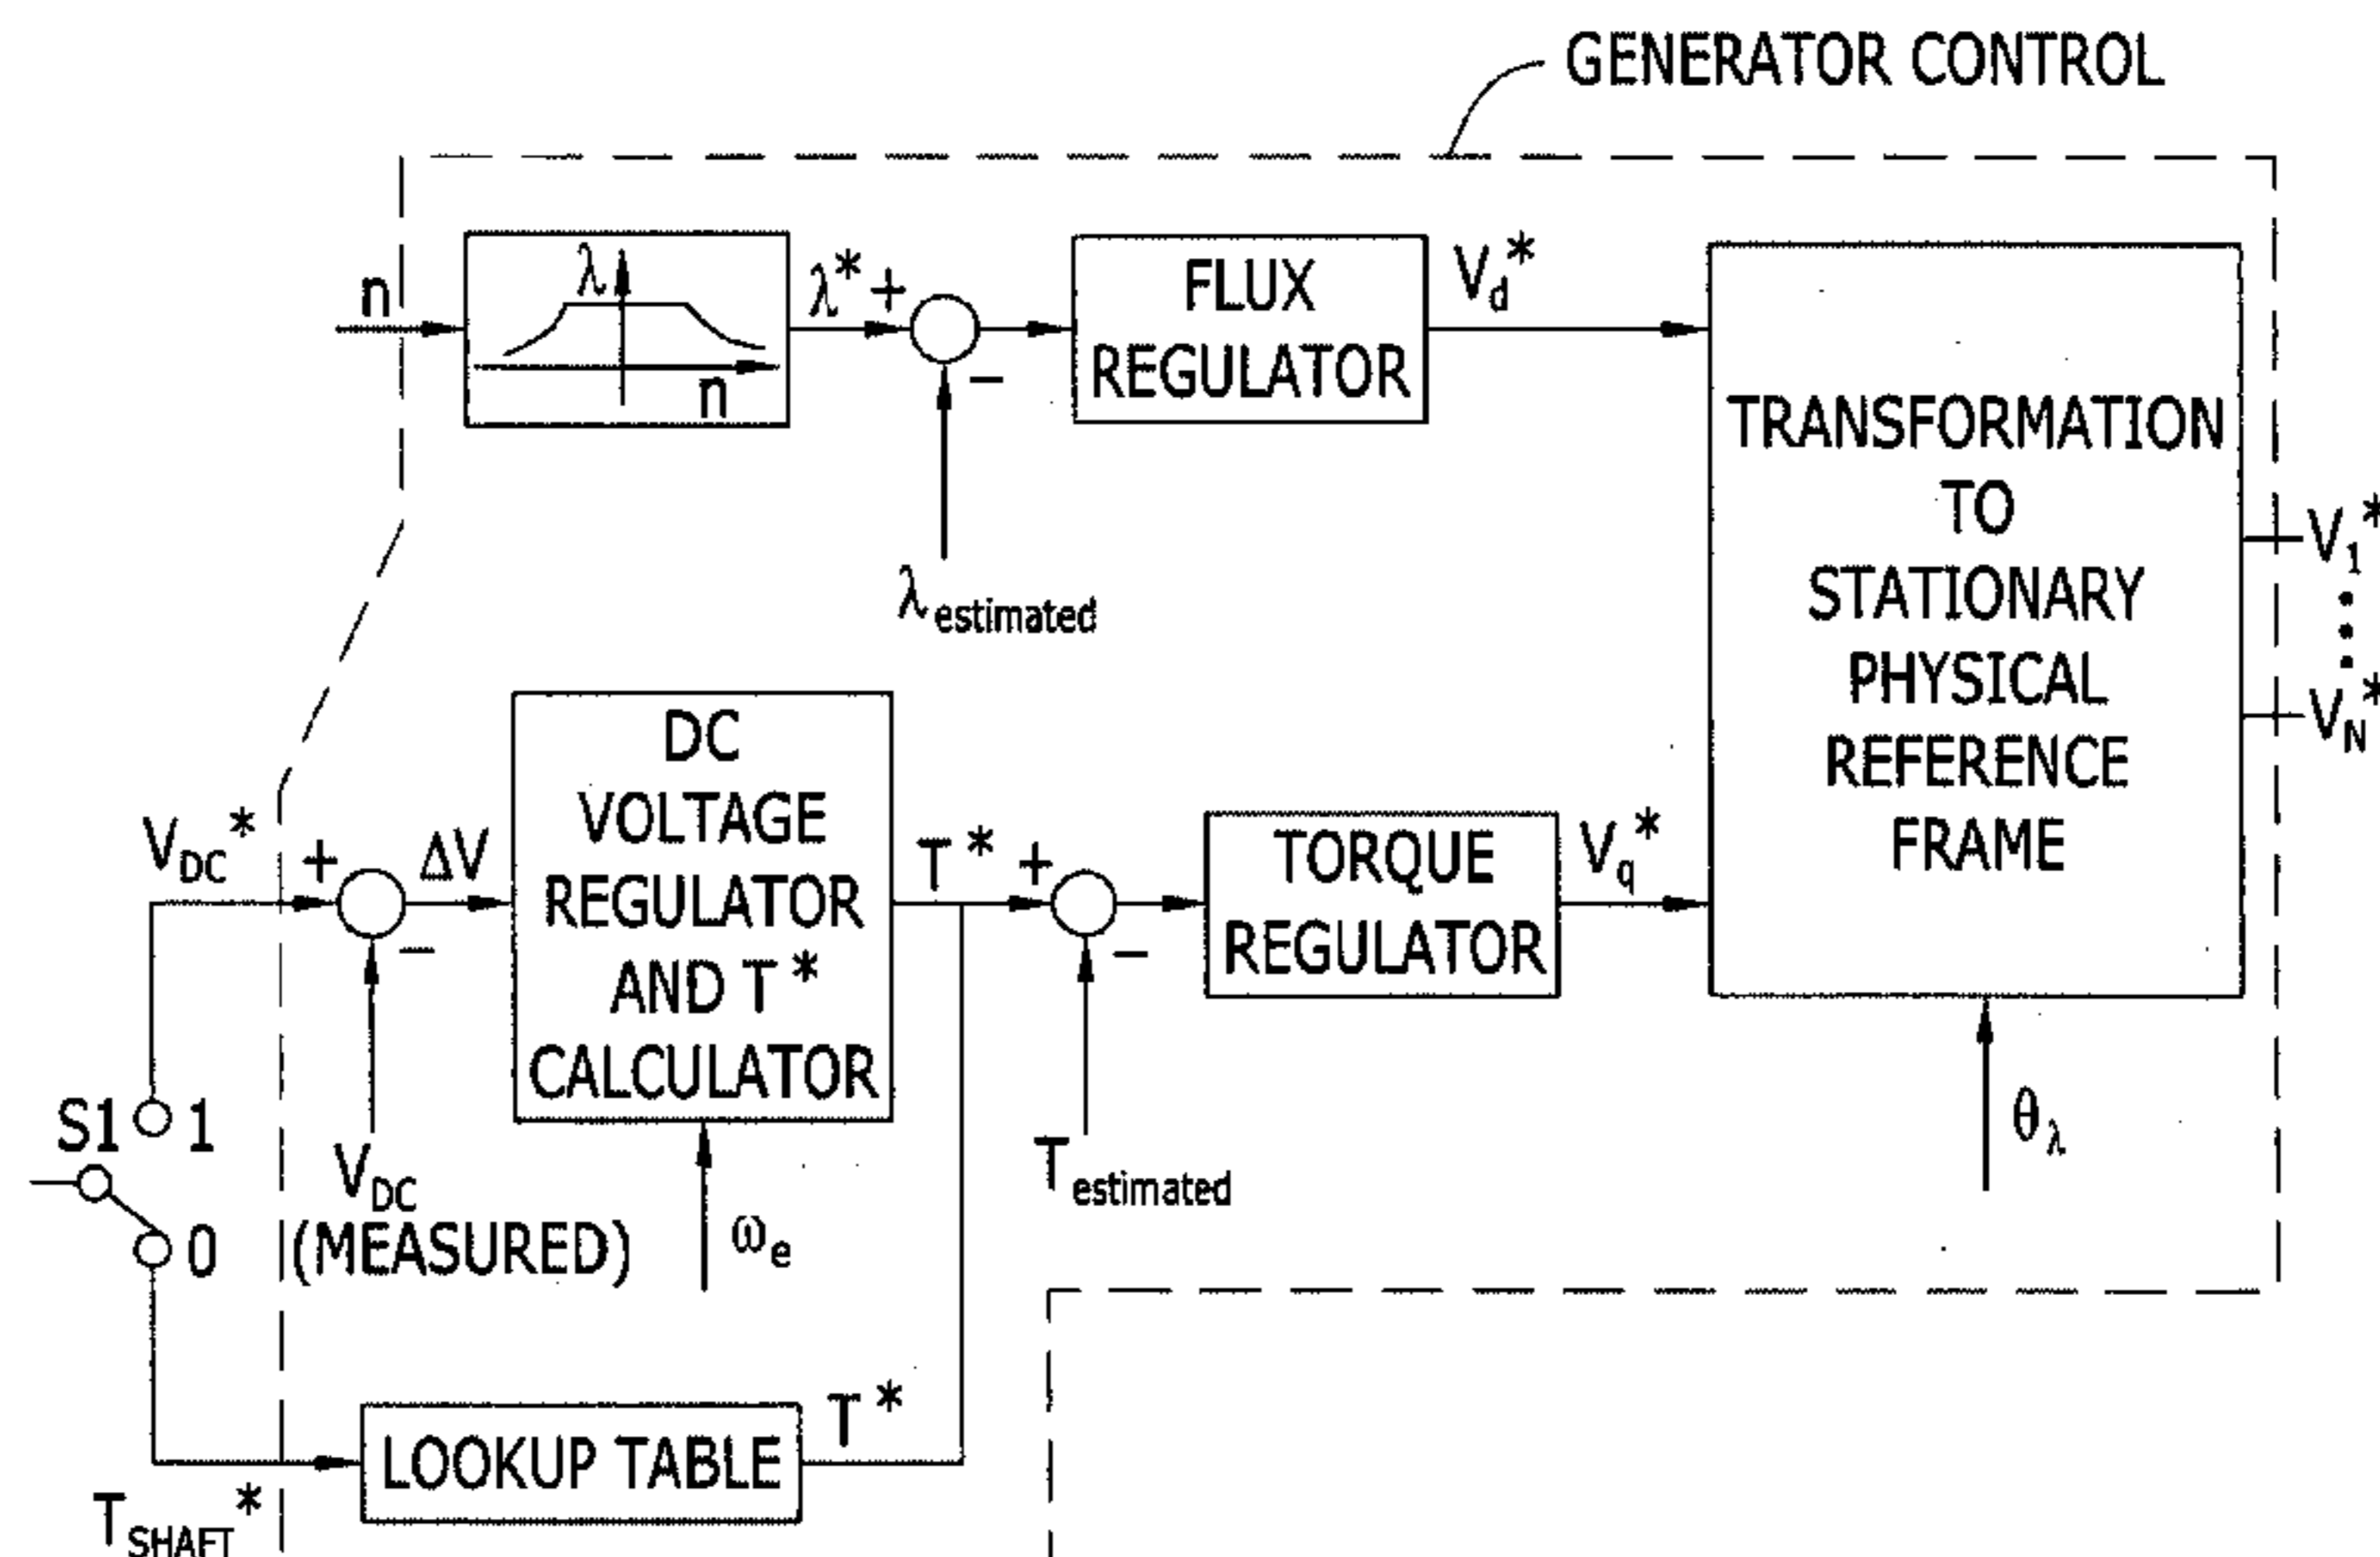 GENERATOR CONTROL
n
λ
n
λ* +
−
λestimated
FLUX
REGULATOR
Vd*
TRANSFORMATION
TO
STATIONARY
PHYSICAL
REFERENCE
FRAME
V1*
VN*
VDC*
+
−
ΔV
DC
VOLTAGE
REGULATOR
AND T*
CALCULATOR
T* +
−
TORQUE
REGULATOR
Vq*
S1
1
0
VDC
(MEASURED)
ωe
Testimated
θλ
LOOKUP TABLE
T*
TSHAFT*